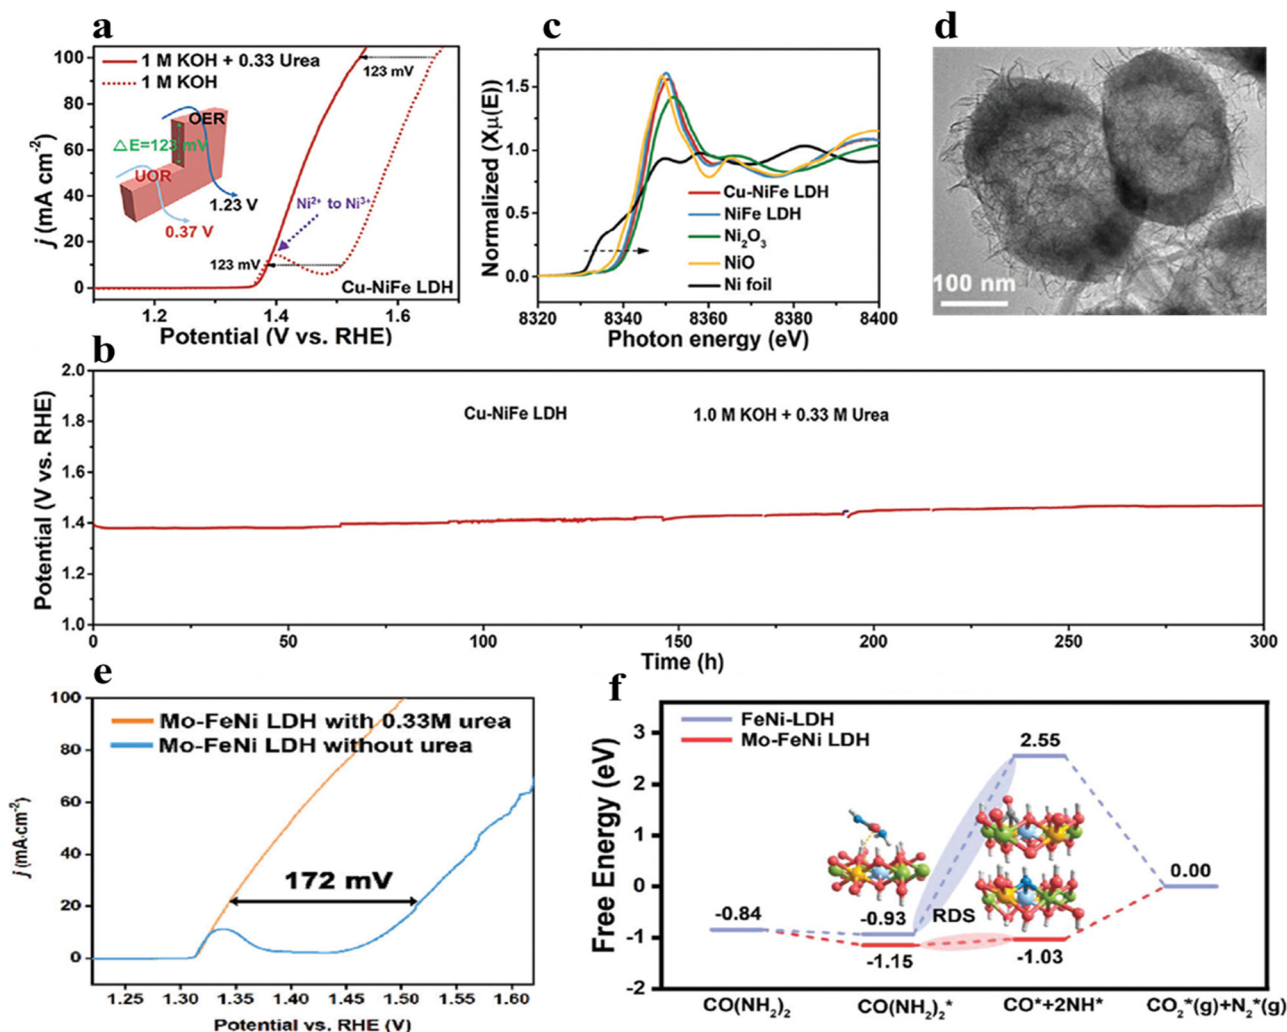 a
1 M KOH + 0.33 Urea
1 M KOH
123 mV
OER
△E=123 mV
UOR
1.23 V
0.37 V
Ni²⁺ to Ni³⁺
123 mV
Cu-NiFe LDH
100
80
60
40
20
0
j (mA cm⁻²)
1.2 1.4 1.6
Potential (V vs. RHE)
c
1.5
1.0
0.5
0.0
Normalized (Xμ(E))
Cu-NiFe LDH
NiFe LDH
Ni₂O₃
NiO
Ni foil
8320 8340 8360 8380 8400
Photon energy (eV)
d
100 nm
b
2.0
1.8
1.6
1.4
1.2
1.0
Potential (V vs. RHE)
Cu-NiFe LDH 1.0 M KOH + 0.33 M Urea
0 50 100 150 200 250 300
Time (h)
e
100
80
60
40
20
0
j (mA·cm⁻²)
Mo-FeNi LDH with 0.33M urea
Mo-FeNi LDH without urea
172 mV
1.25 1.30 1.35 1.40 1.45 1.50 1.55 1.60
Potential vs. RHE (V)
f
3
2
1
0
-1
-2
Free Energy (eV)
FeNi-LDH
Mo-FeNi LDH
2.55
0.00
-0.84
-0.93
RDS
-1.15
-1.03
CO(NH₂)₂ CO(NH₂)₂* CO*+2NH* CO₂*(g)+N₂*(g)